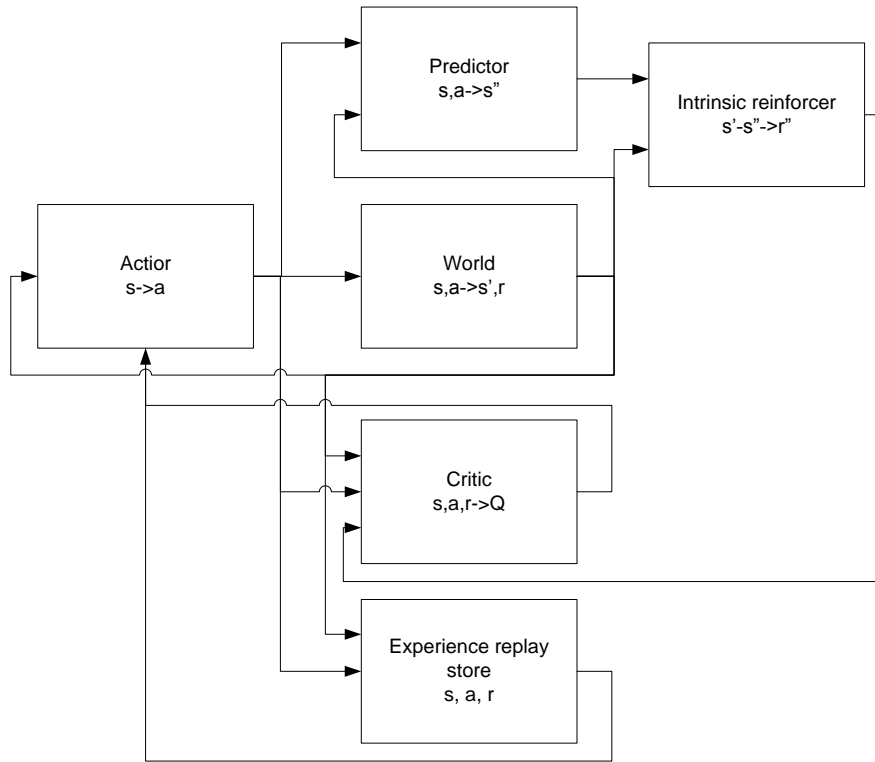 Predictor
s,a->s”
Intrinsic reinforcer
s’-s”->r”
Actior
s->a
World
s,a->s’,r
Critic
s,a,r->Q
Experience replay
store
s, a, r